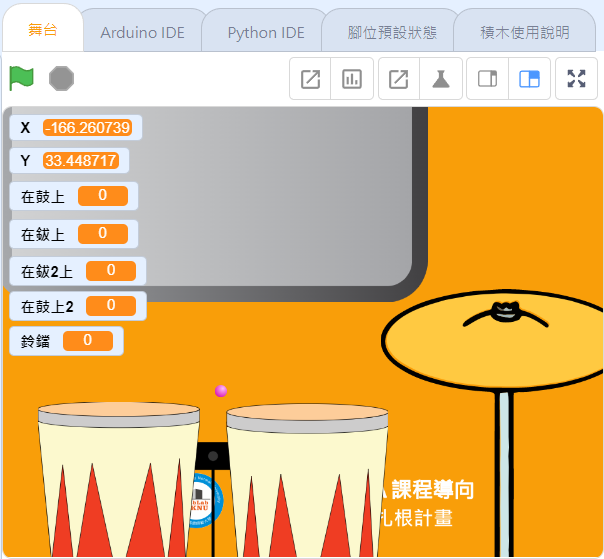 舞台
Arduino IDE
Python IDE
腳位預設狀態
積木使用說明
X -166.260739
Y 33.448717
在鼓上 0
在鈸上 0
在鈸2上 0
在鼓上2 0
鈴鐺 0
課程導向
扎根計畫